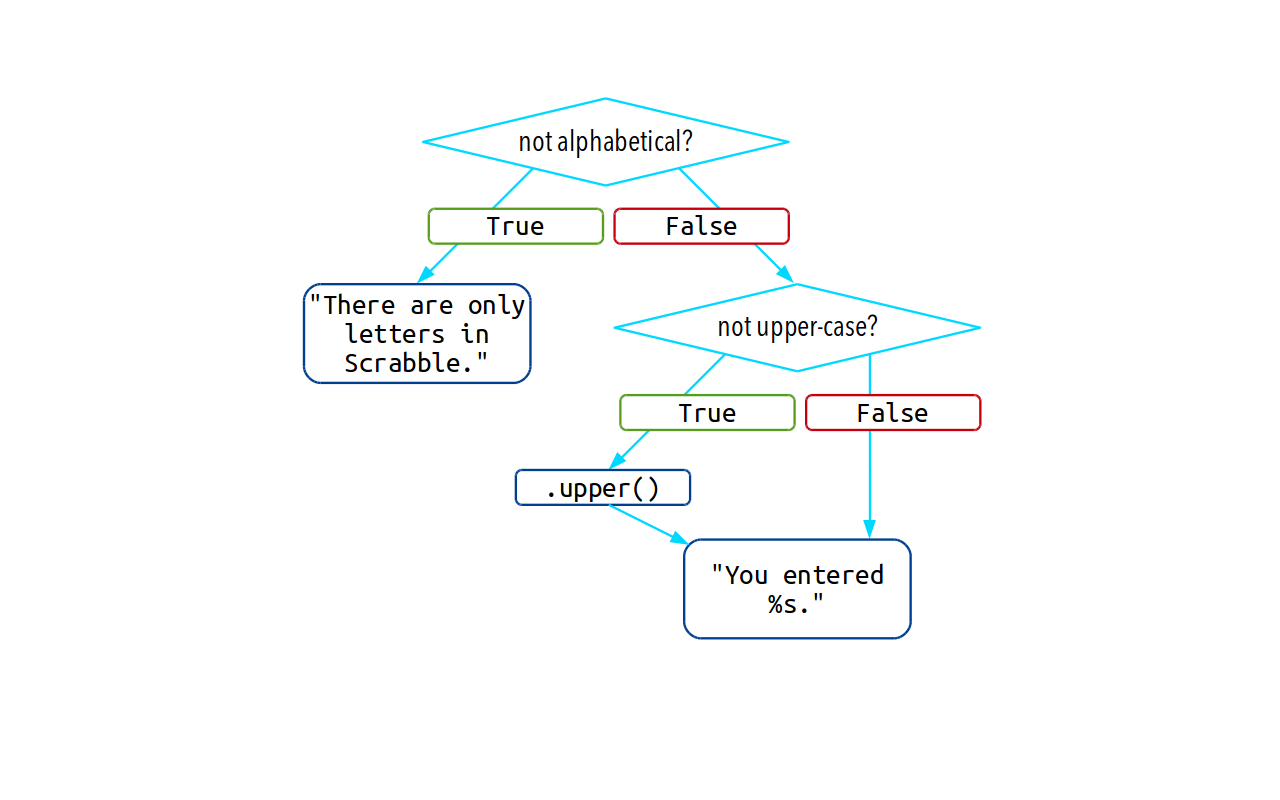 not alphabetical?
True
False
"There are only
letters in
Scrabble."
not upper-case?
True
False
.upper()
"You entered
%s."